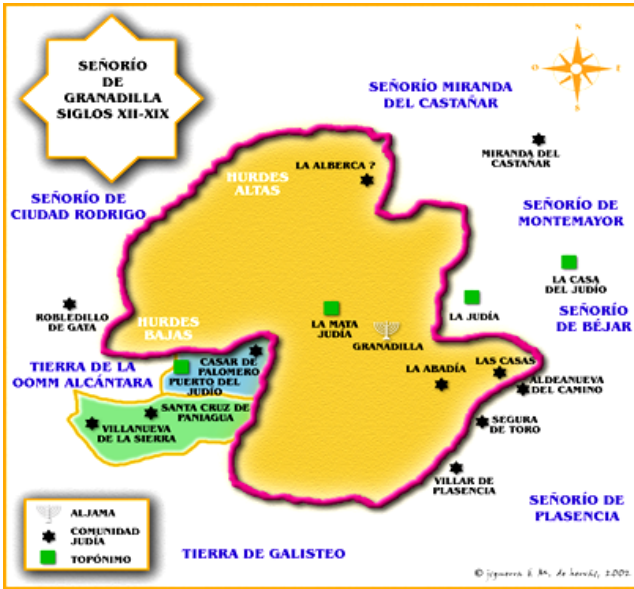 SEÑORÍO
DE
GRANADILLA
SIGLOS XII-XIX
N
O
E
S
SEÑORÍO MIRANDA
DEL CASTAÑAR
MIRANDA DEL
CASTAÑAR
LA ALBERCA ?
HURDES
ALTAS
SEÑORÍO DE
CIUDAD RODRIGO
SEÑORÍO DE
MONTEMAYOR
LA CASA
DEL JUDÍO
LA JUDÍA
SEÑORÍO
DE BÉJAR
ROBLEDILLO
DE GATA
HURDES
BAJAS
LA MATA
JUDÍA
GRANADILLA
TIERRA DE LA
OOMM ALCÁNTARA
CASAR DE
PALOMERO
PUERTO DEL
JUDÍO
LA ABADÍA
LAS CASAS
ALDEANUEVA
DEL CAMINO
SANTA CRUZ DE
PANIAGUA
VILLANUEVA
DE LA SIERRA
SEGURA
DE TORO
VILLAR DE
PLASENCIA
SEÑORÍO DE
PLASENCIA
ALJAMA
COMUNIDAD
JUDÍA
TOPÓNIMO
TIERRA DE GALISTEO
de hervás, 2002